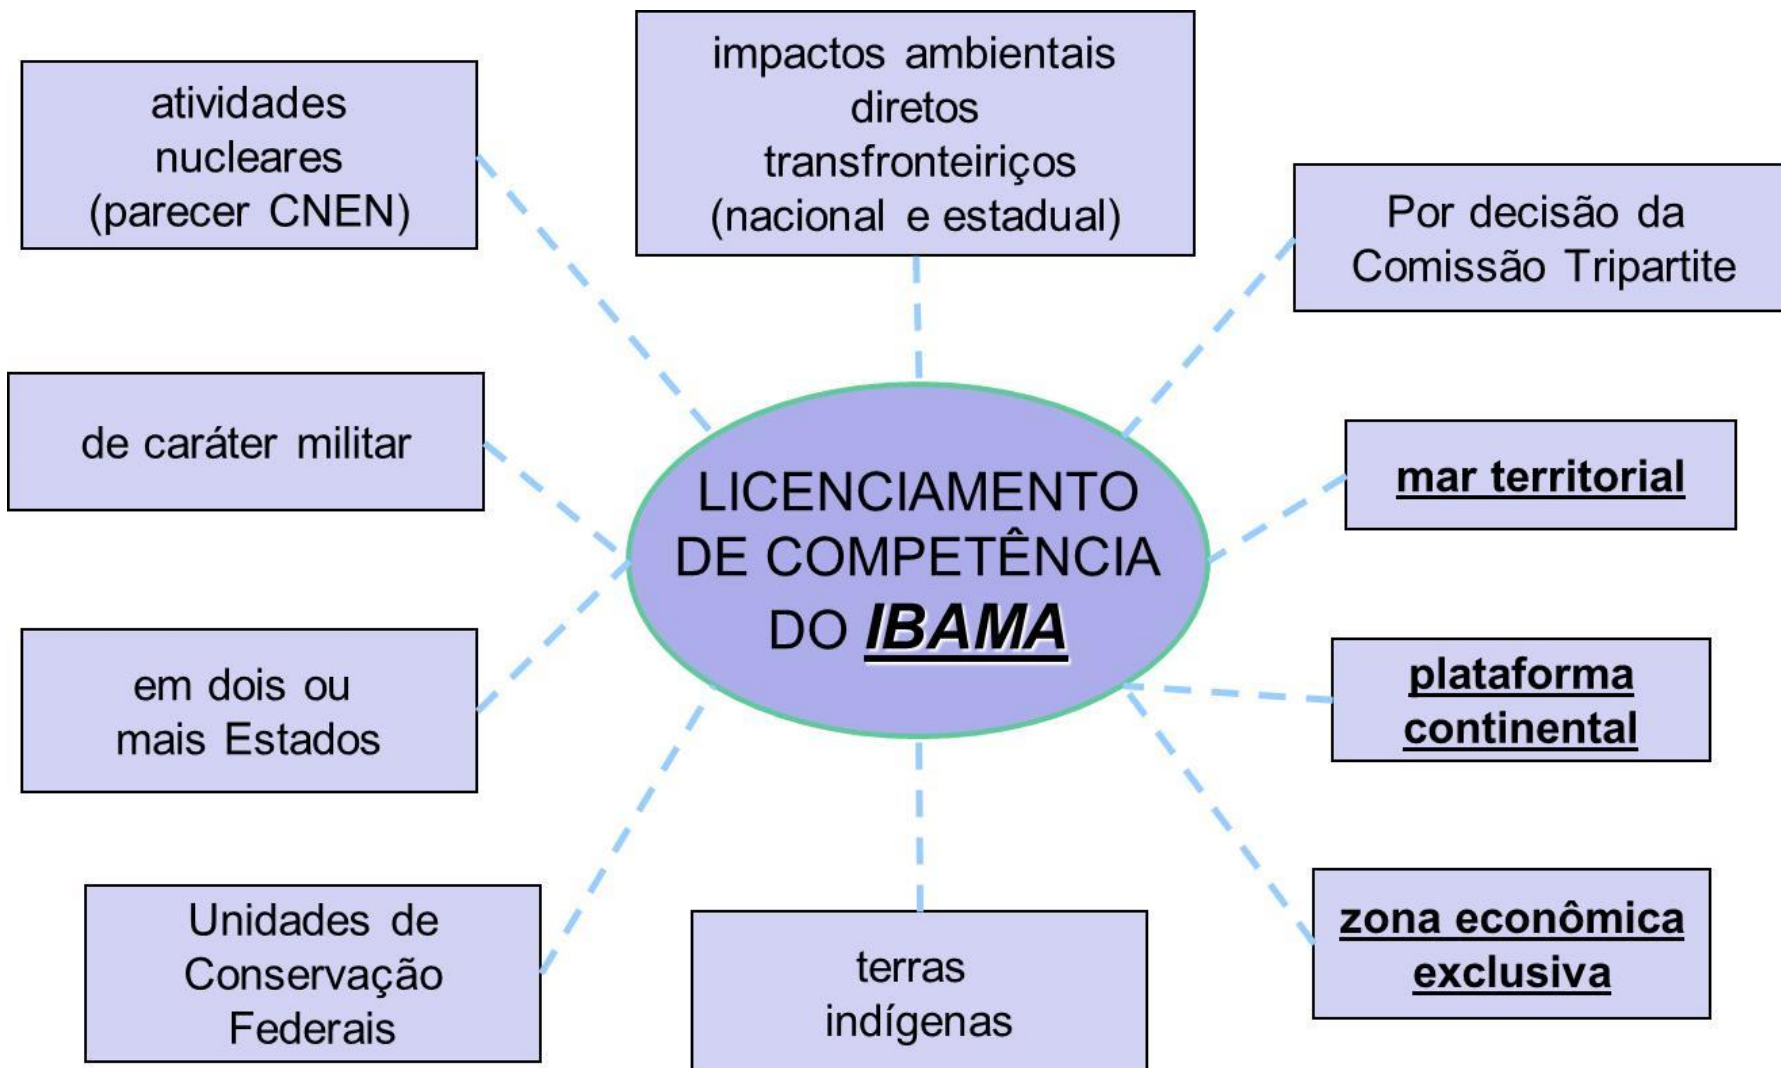 impactos ambientais
diretos
transfronteiriços
(nacional e estadual)
atividades
nucleares
(parecer CNEN)
Por decisão da
Comissão Tripartite
de caráter militar
mar territorial
LICENCIAMENTO
DE COMPETÊNCIA
DO IBAMA
em dois ou
mais Estados
plataforma
continental
Unidades de
Conservação
Federais
terras
indígenas
zona econômica
exclusiva